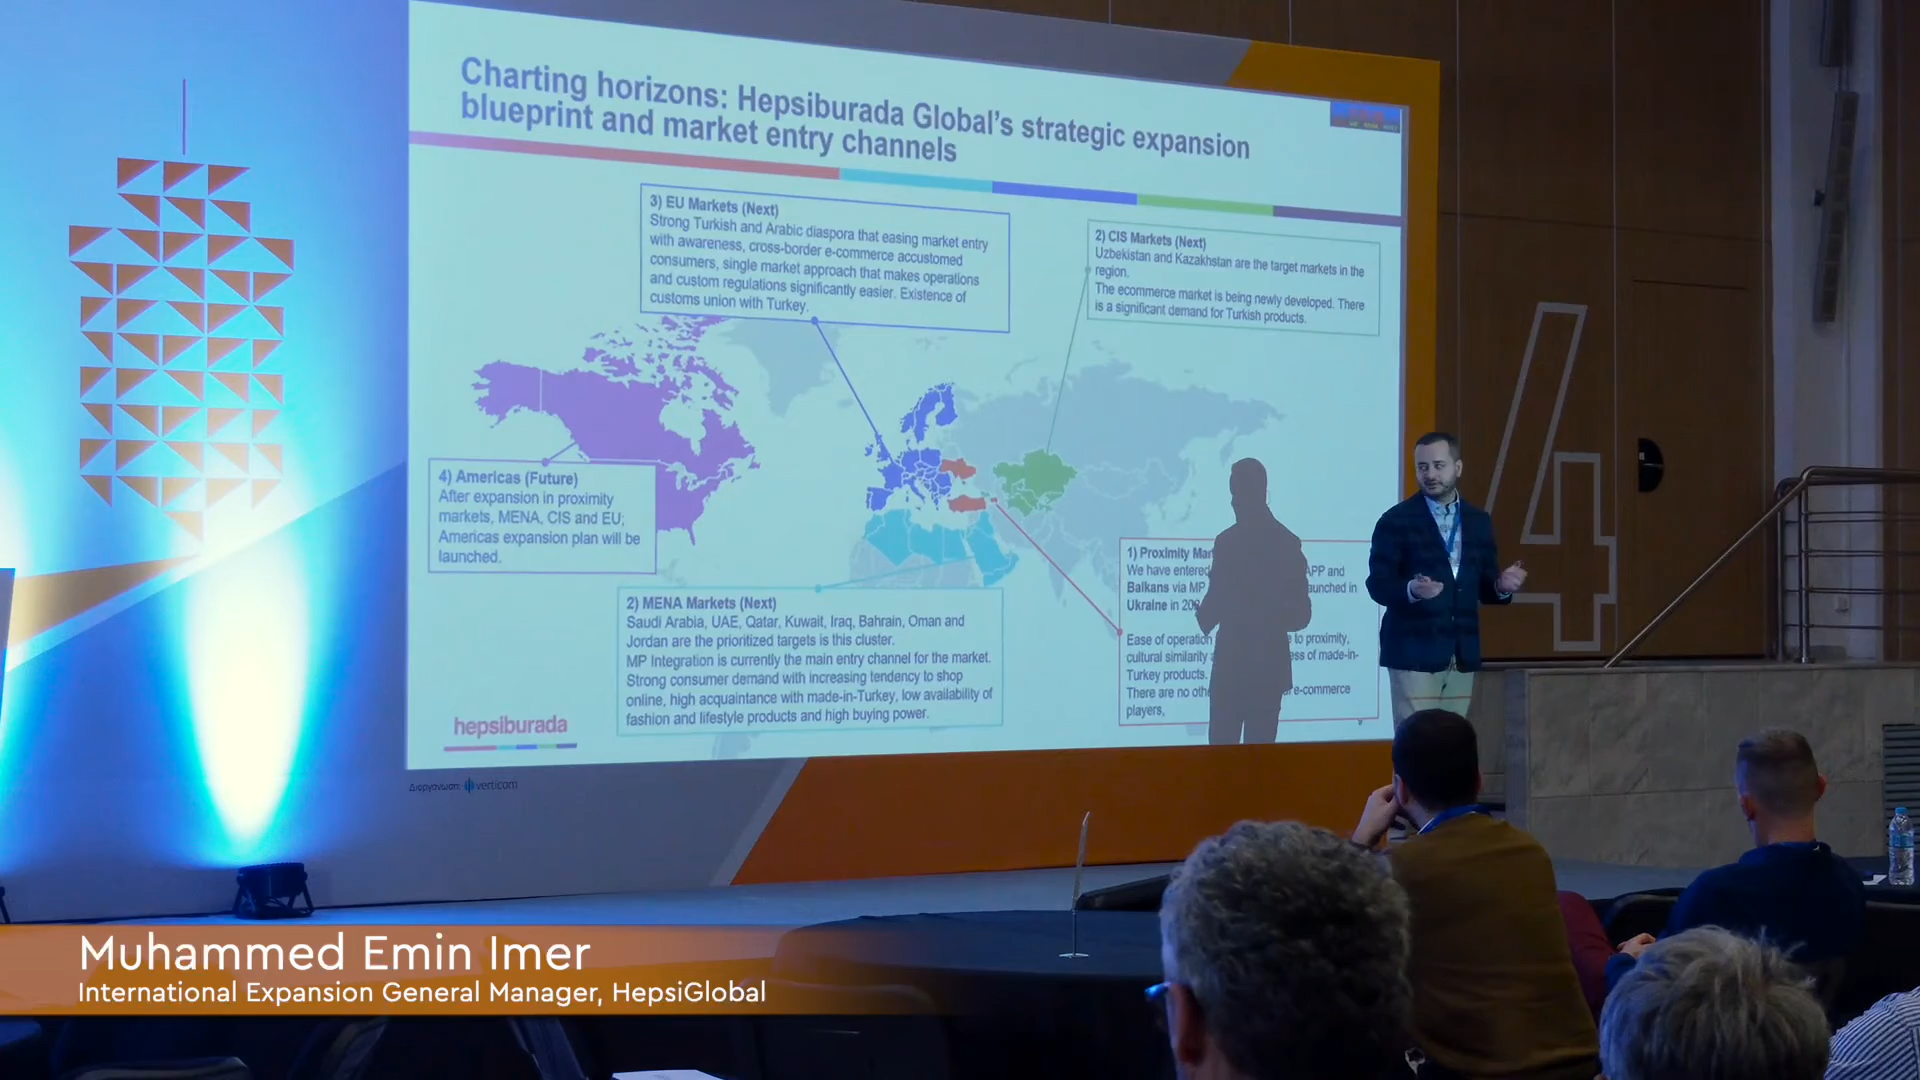 Charting horizons: Hepsiburada Global's strategic expansion
blueprint and market entry channels
3) EU Markets (Next)
Strong Turkish and Arabic diaspora that easing market entry
with awareness, cross-border e-commerce accustomed
consumers, single market approach that makes operations
and custom regulations significantly easier. Existence of
customs union with Turkey.
2) CIS Markets (Next)
Uzbekistan and Kazakhstan are the target markets in the
region.
The ecommerce market is being newly developed. There
is a significant demand for Turkish products.
4) Americas (Future)
After expansion in proximity
markets, MENA, CIS and EU;
Americas expansion plan will be
launched.
2) MENA Markets (Next)
Saudi Arabia, UAE, Qatar, Kuwait, Iraq, Bahrain, Oman and
Jordan are the prioritized targets is this cluster.
MP Integration is currently the main entry channel for the market.
Strong consumer demand with increasing tendency to shop
online, high acquaintance with made-in-Turkey, low availability of
fashion and lifestyle products and high buying power.
1) Proximity
We have entered APP and
Balkans via MP launched in
Ukraine in
Ease of to proximity,
cultural similarity of made-in-
Turkey products.
There are no e-commerce
players,
hepsiburada
Διοργάνωση: verticom
4
Muhammed Emin Imer
International Expansion General Manager, HepsiGlobal